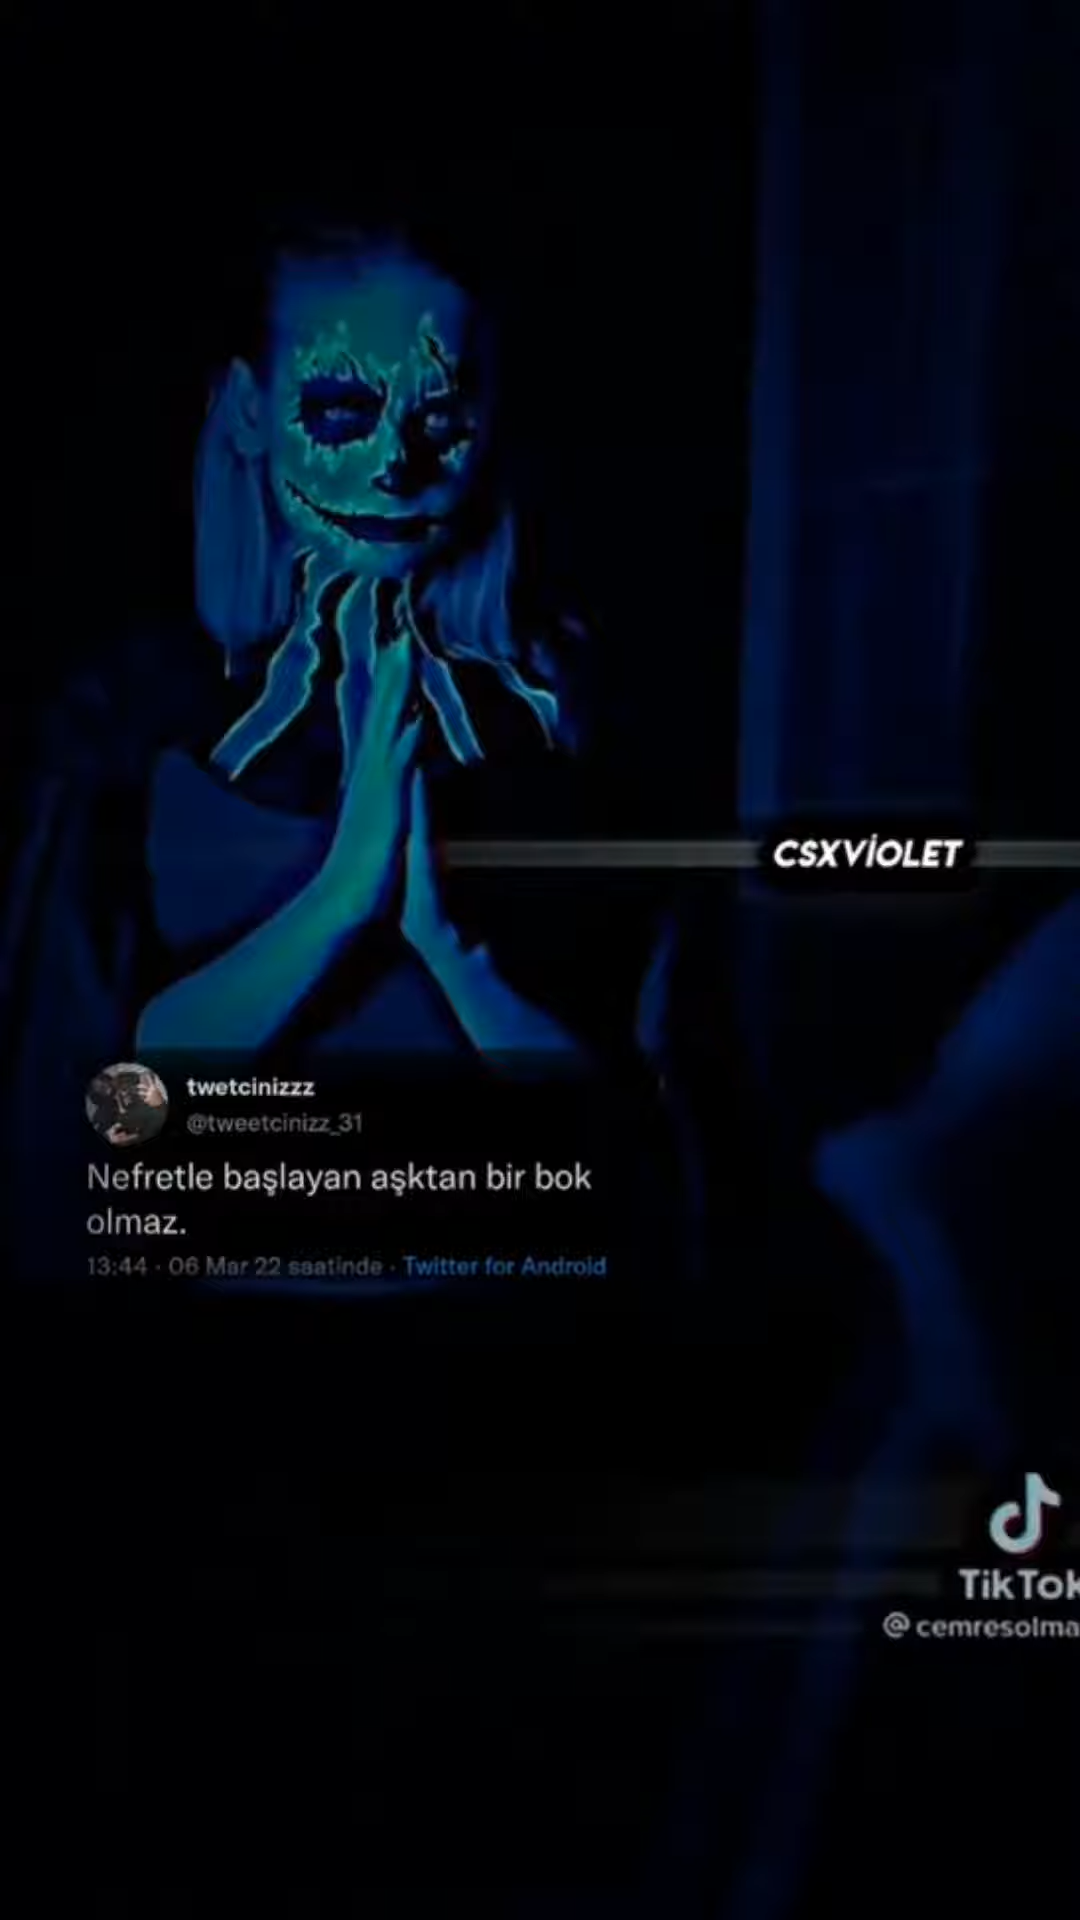 CSXVİOLET
twetcinizzz
@tweetcinizz_31
Nefretle başlayan aşktan bir bok
olmaz.
13:44 · 06 Mar 22 saatinde · Twitter for Android
TikTok
@cemresolma